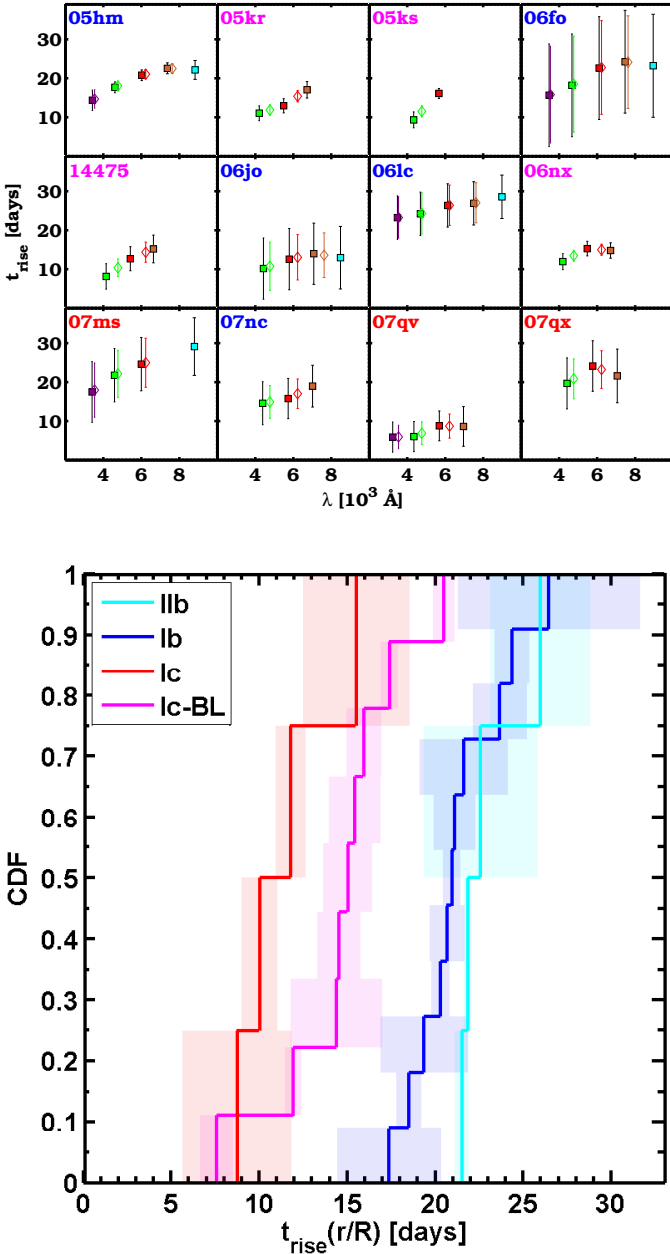 05hm 05kr 05ks 06fo
30
20
10
14475 06jo 06lc 06nx
30
20
10
t_rise [days]
07ms 07nc 07qv 07qx
30
20
10
4 6 8 4 6 8 4 6 8 4 6 8
λ [10³ Å]
1
0.9
0.8
0.7
0.6
0.5
0.4
0.3
0.2
0.1
0
CDF
IIb
Ib
Ic
Ic-BL
0 5 10 15 20 25 30
t_rise(r/R) [days]